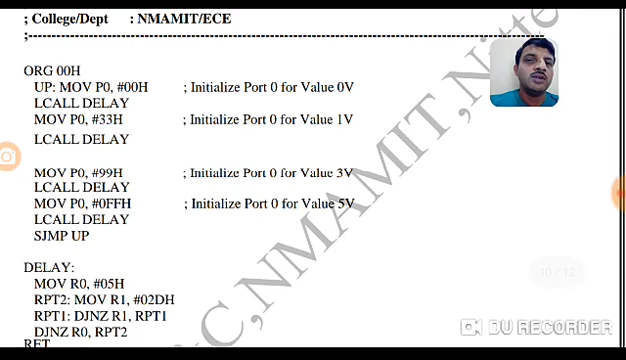 ; College/Dept : NMAMIT/ECE
;------------------------------------------------------------------------------------
ORG 00H
UP: MOV P0, #00H ; Initialize Port 0 for Value 0V
LCALL DELAY
MOV P0, #33H ; Initialize Port 0 for Value 1V
LCALL DELAY
MOV P0, #99H ; Initialize Port 0 for Value 3V
LCALL DELAY
MOV P0, #0FFH ; Initialize Port 0 for Value 5V
LCALL DELAY
SJMP UP
DELAY:
MOV R0, #05H
RPT2: MOV R1, #02DH
RPT1: DJNZ R1, RPT1
DJNZ R0, RPT2
RET
10 / 12
DU RECORDER
C,NMAMIT,Nitte